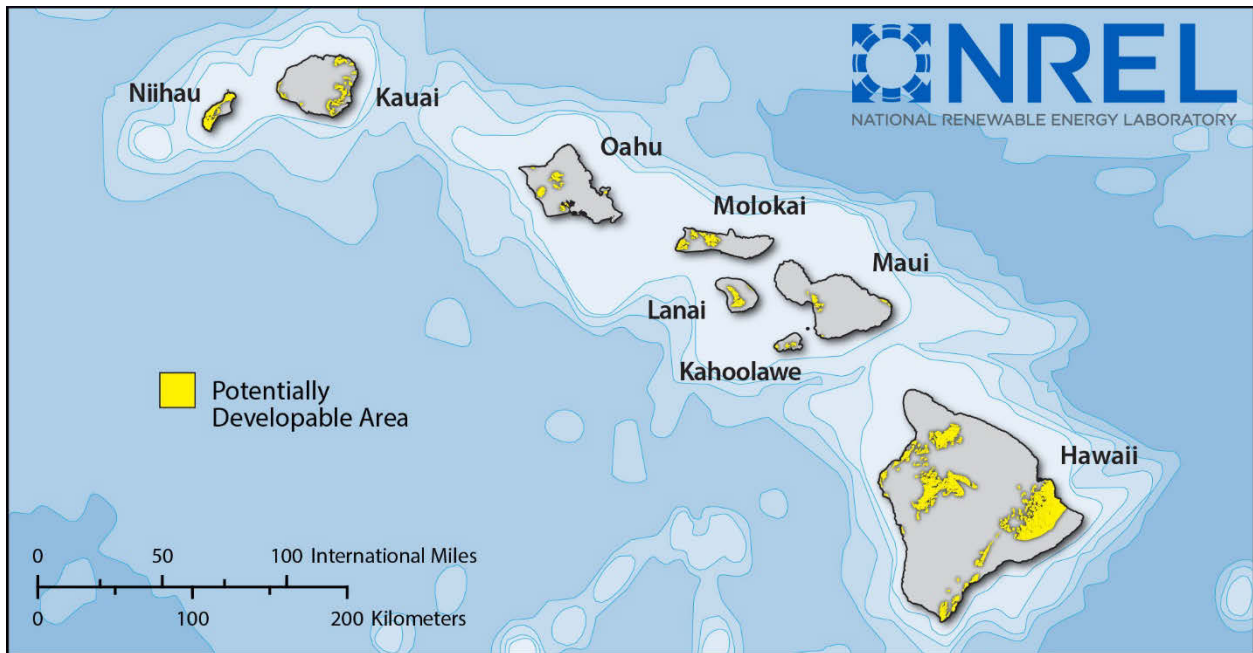 NREL
NATIONAL RENEWABLE ENERGY LABORATORY
Niihau
Kauai
Oahu
Molokai
Maui
Lanai
Kahoolawe
Hawaii
Potentially
Developable Area
0 50 100 International Miles
0 100 200 Kilometers